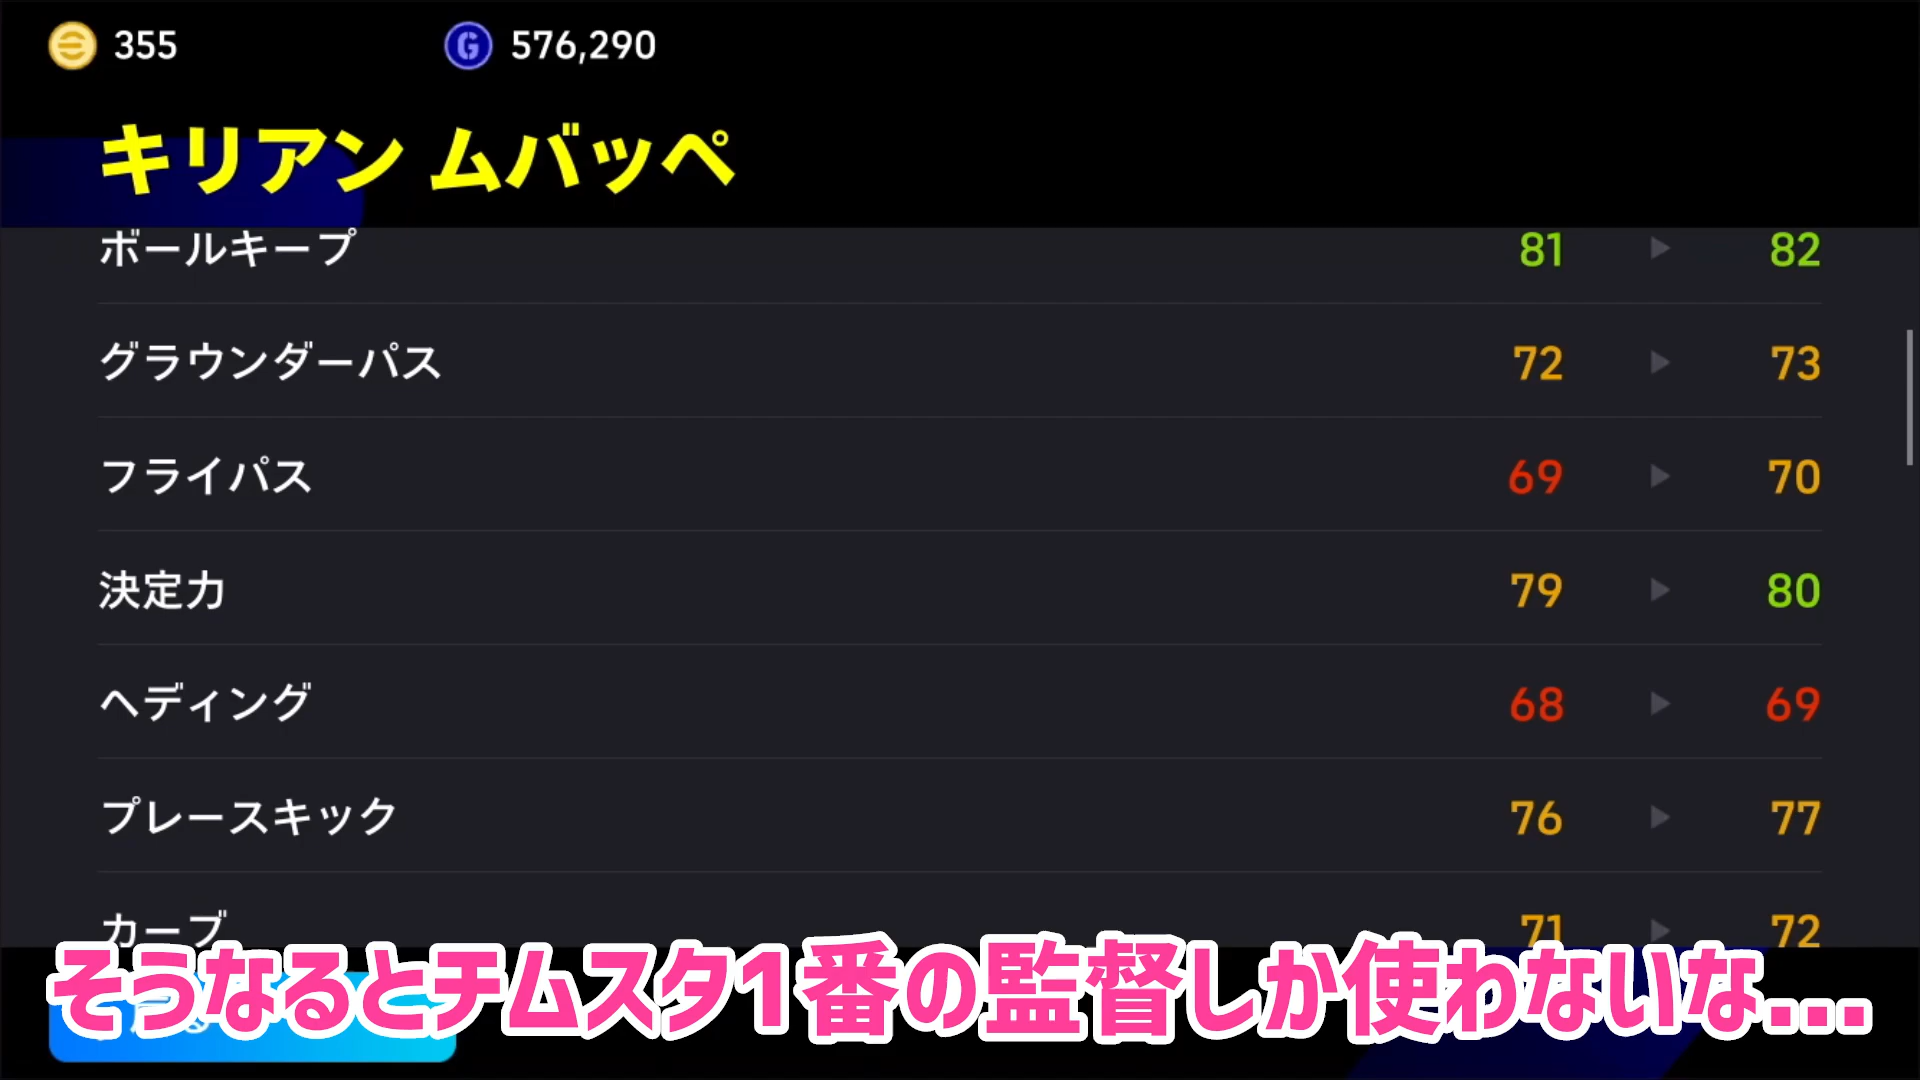 355
576,290
キリアン ムバッペ
ボールキープ 81 ▶ 82
グラウンダーパス 72 ▶ 73
フライパス 69 ▶ 70
決定力 79 ▶ 80
ヘディング 68 ▶ 69
プレースキック 76 ▶ 77
カーブ 71 ▶ 72
そうなるとチムスタ1番の監督しか使わないな...